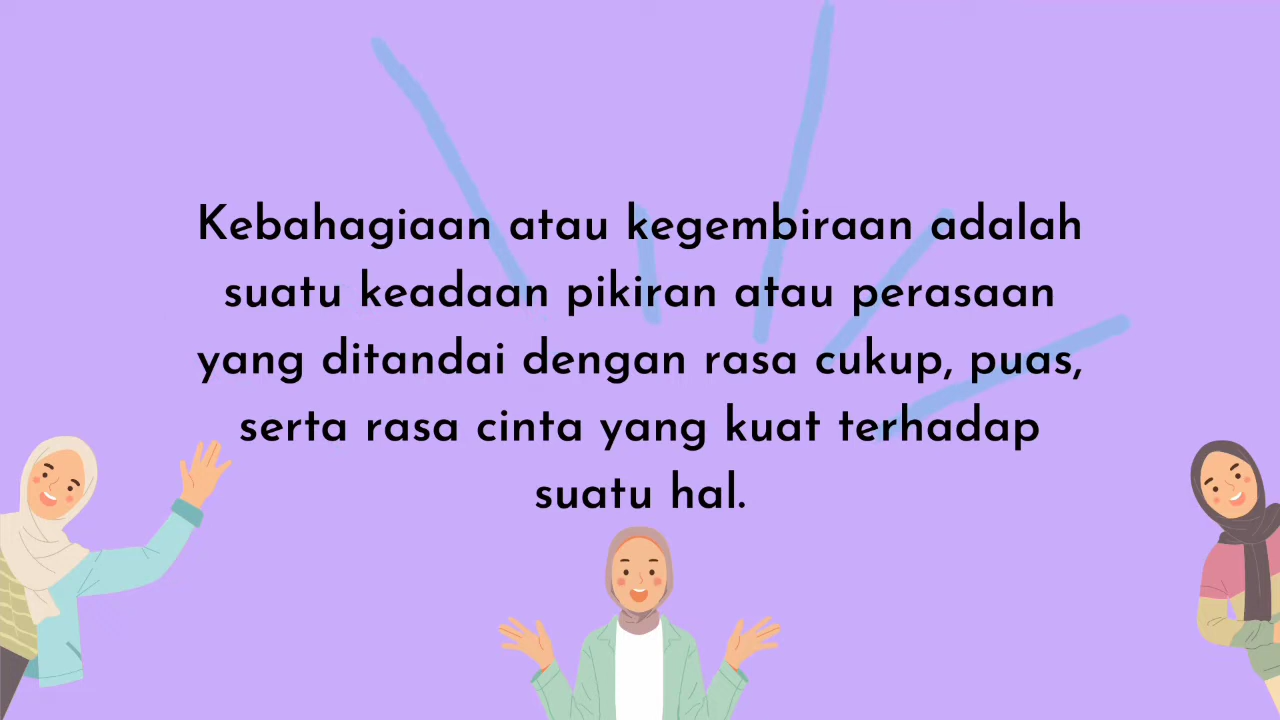 Kebahagiaan atau kegembiraan adalah
suatu keadaan pikiran atau perasaan
yang ditandai dengan rasa cukup, puas,
serta rasa cinta yang kuat terhadap
suatu hal.